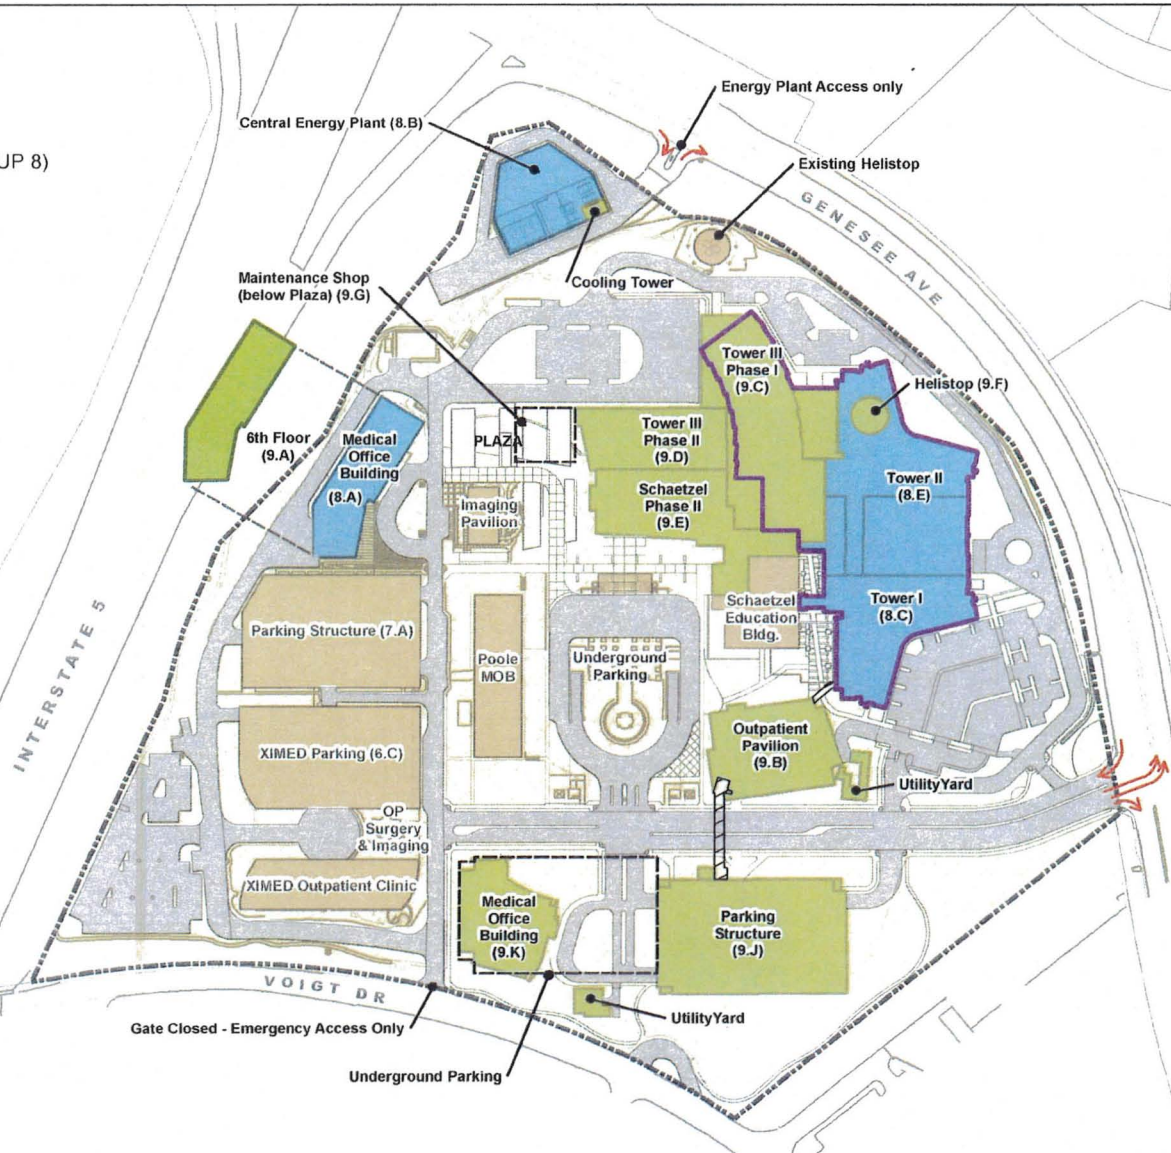 UP 8)
Energy Plant Access only
Central Energy Plant (8.B)
Existing Helistop
GENESEE AVE
Maintenance Shop
(below Plaza) (9.G)
Cooling Tower
Tower III
Phase I
(9.C)
Helistop (9.F)
6th Floor
(9.A)
Medical
Office
Building
(8.A)
PLAZA
Tower III
Phase II
(9.D)
Tower II
(8.E)
Schaetzel
Phase II
(9.E)
Imaging
Pavilion
INTERSTATE 5
Parking Structure (7.A)
Poole
MOB
Underground
Parking
Schaetzel
Education
Bldg.
Tower I
(8.C)
XIMED Parking (6.C)
Outpatient
Pavilion
(9.B)
UtilityYard
OP
Surgery
& Imaging
XIMED Outpatient Clinic
Medical
Office
Building
(9.K)
Parking
Structure
(9.J)
VOIGT DR
Gate Closed - Emergency Access Only
UtilityYard
Underground Parking